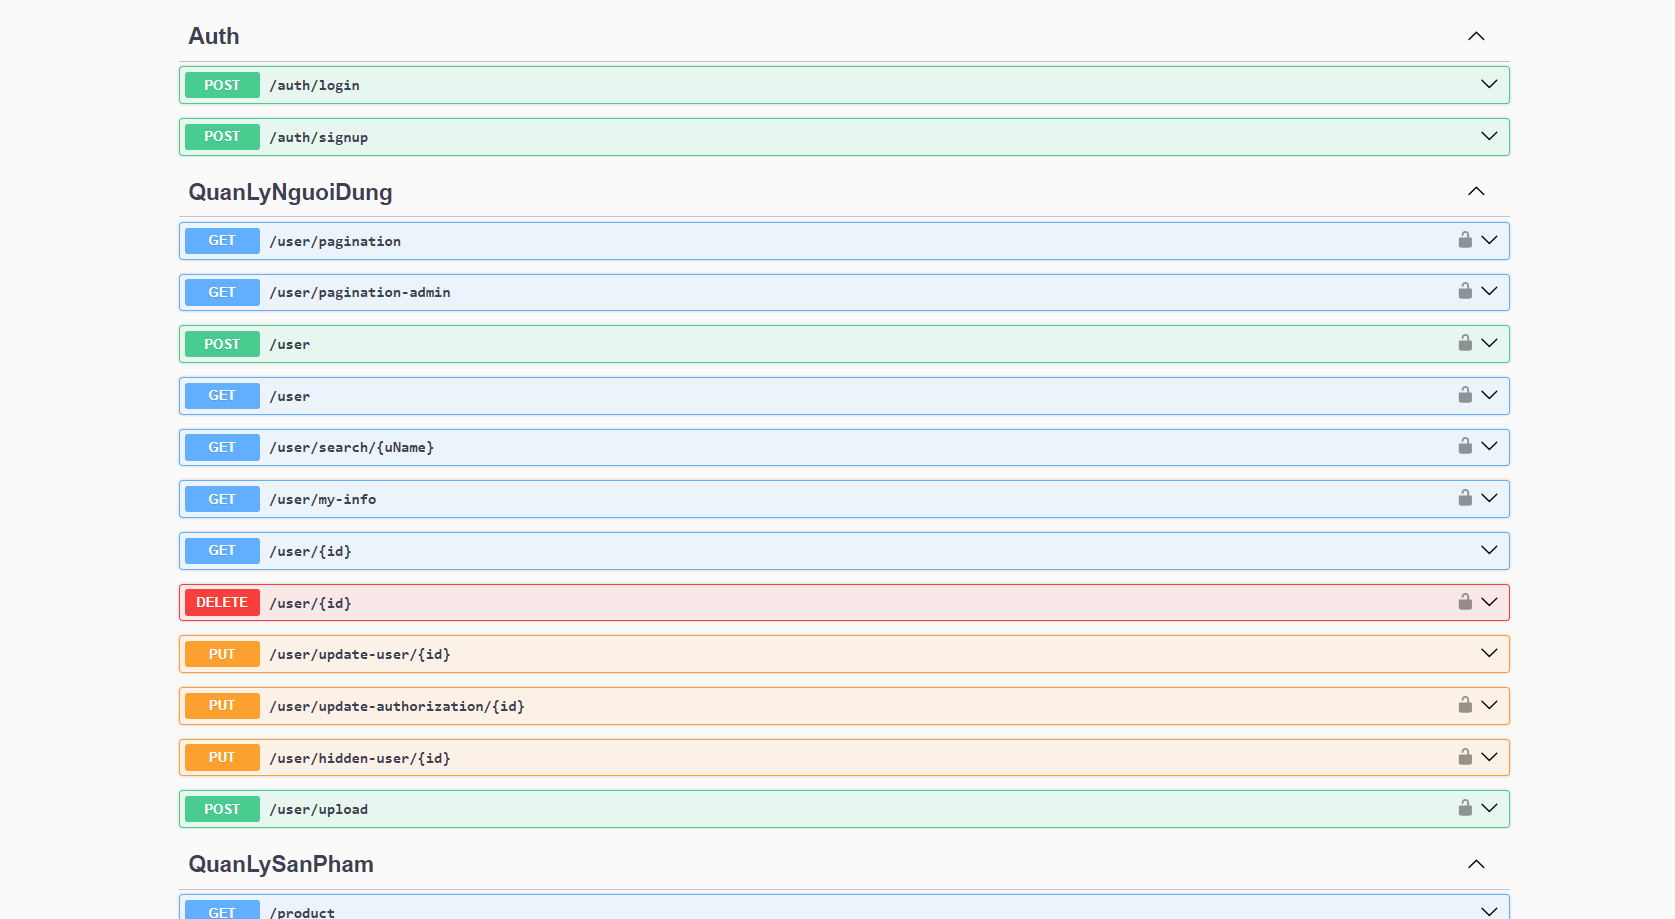 Auth
POST /auth/login
POST /auth/signup
QuanLyNguoiDung
GET /user/pagination
GET /user/pagination-admin
POST /user
GET /user
GET /user/search/{uName}
GET /user/my-info
GET /user/{id}
DELETE /user/{id}
PUT /user/update-user/{id}
PUT /user/update-authorization/{id}
PUT /user/hidden-user/{id}
POST /user/upload
QuanLySanPham
GET /product